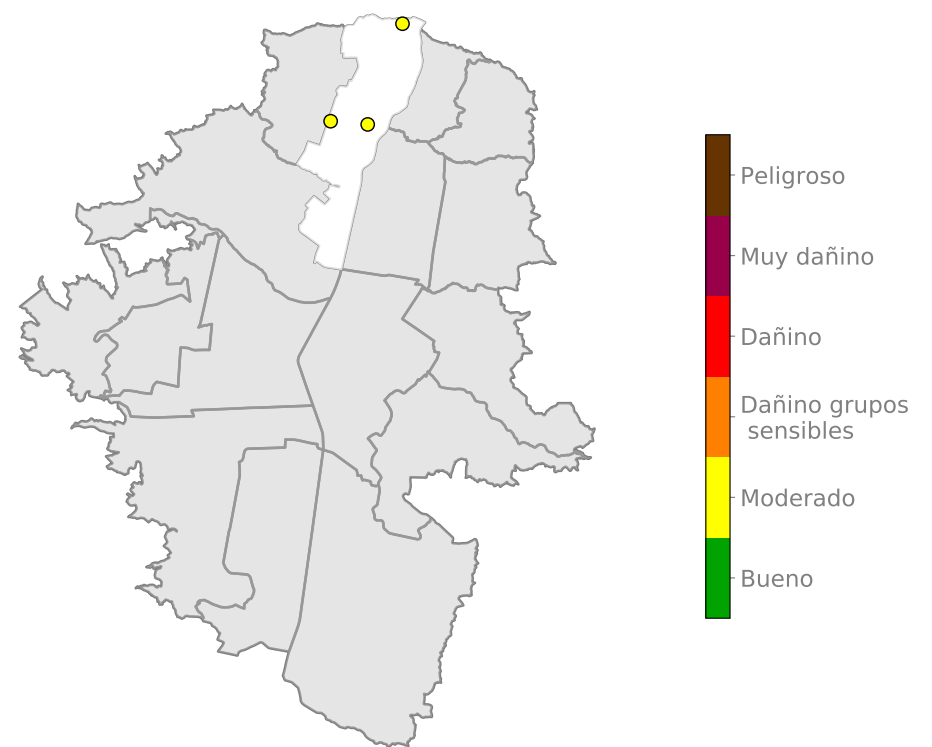 Peligroso
Muy dañino
Dañino
Dañino grupos
sensibles
Moderado
Bueno